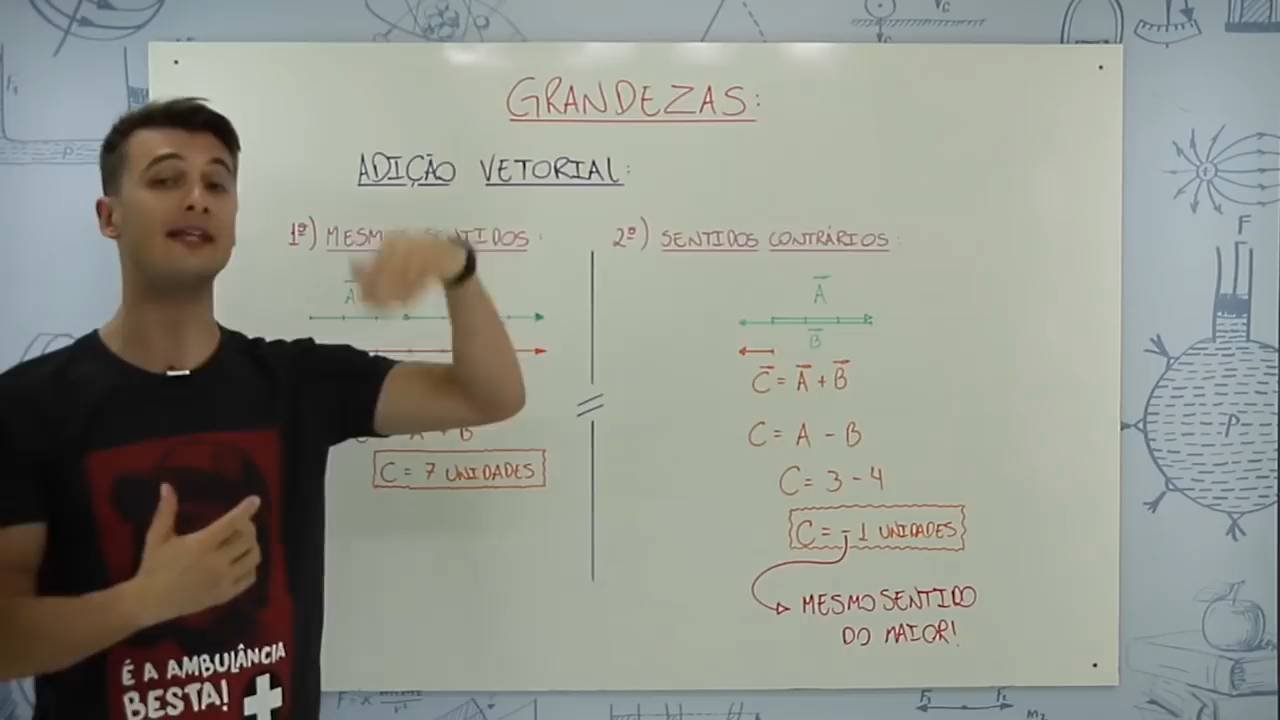 GRANDEZAS:
ADIÇÃO VETORIAL:
1º)
SENTIDOS:
A
C = 7 UNIDADES
2º) SENTIDOS CONTRÁRIOS:
A
B
C = A + B
C = A - B
C = 3 - 4
C = - 1 UNIDADES
MESMO SENTIDO
DO MAIOR!
É A AMBULÂNCIA
BESTA!
F
P